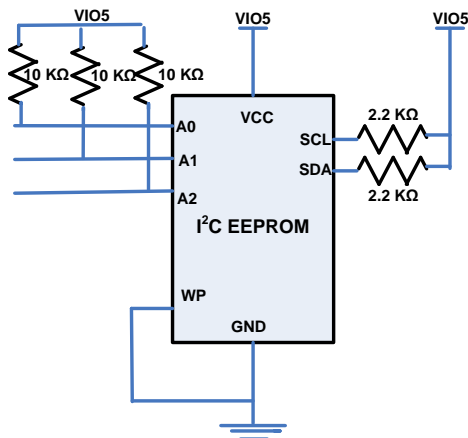 VIO5 VIO5 VIO5
10 KΩ 10 KΩ 10 KΩ
VCC
2.2 KΩ
A0
SCL
A1
SDA
A2
2.2 KΩ
I²C EEPROM
WP
GND